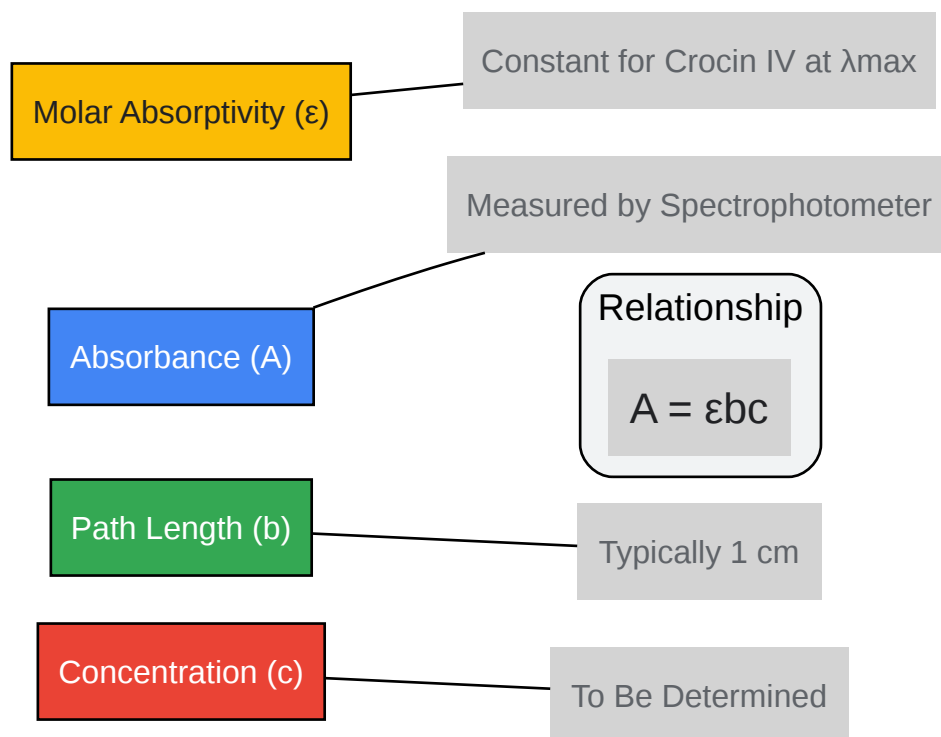 Constant for Crocin IV at λmax
Molar Absorptivity (ε)
Measured by Spectrophotometer
Relationship
Absorbance (A)
A = εbc
Path Length (b)
Typically 1 cm
Concentration (c)
To Be Determined